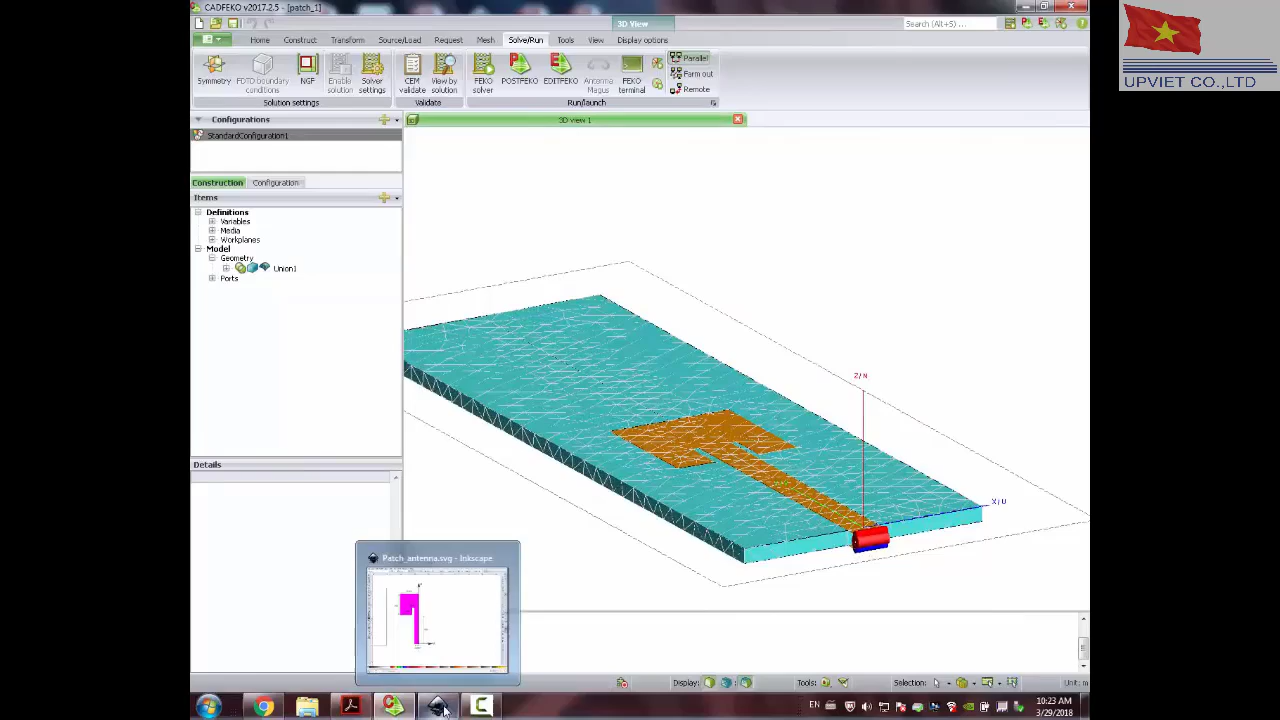 CADFEKO v2017.2.5 - [patch_1]
3D View
Search (Alt+S)
Home Construct Transform Source/Load Request Mesh Solve/Run Tools View Display options
Symmetry
FDTD boundary conditions
NGF
Enable solution
Solver settings
CEM validate
View by solution
FEKO solver
POSTFEKO
EDITFEKO
Antenna Magus
FEKO terminal
Parallel
Farm out
Remote
Solution settings Validate Run/launch
Configurations
3D view 1
StandardConfiguration1
Construction Configuration
Items
Definitions
Variables
Media
Workplanes
Model
Geometry
Union1
Ports
Details
Z/N
X/U
Patch_antenna.svg - Inkscape
Display: Tools: Selection: Unit: m
EN
10:23 AM
3/29/2018
UPVIET CO.,LTD